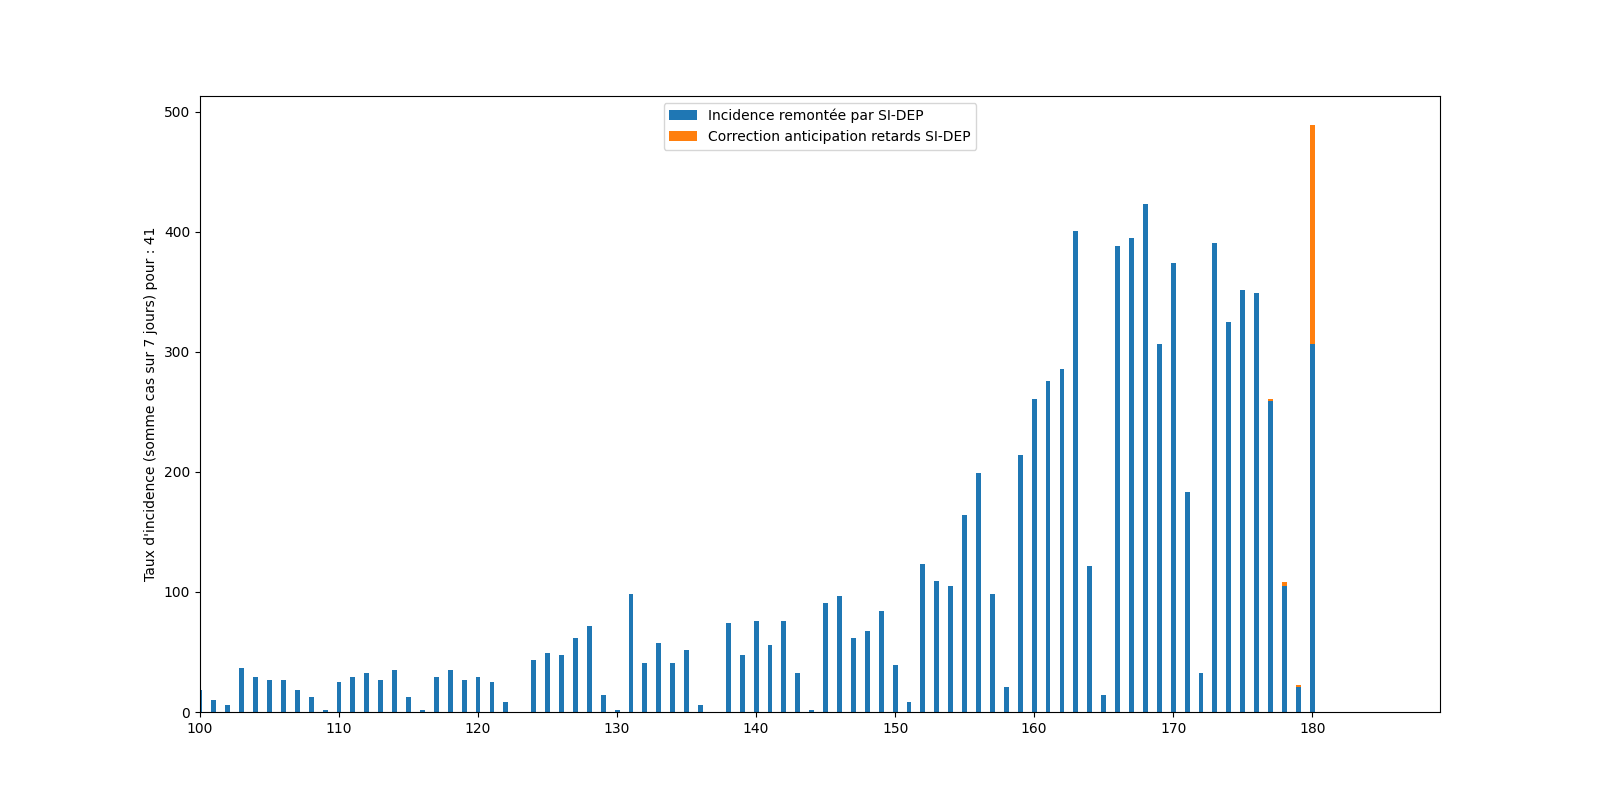 Incidence remontée par SI-DEP
Correction anticipation retards SI-DEP
Taux d'incidence (somme cas sur 7 jours) pour : 41
500
400
300
200
100
0
100 110 120 130 140 150 160 170 180